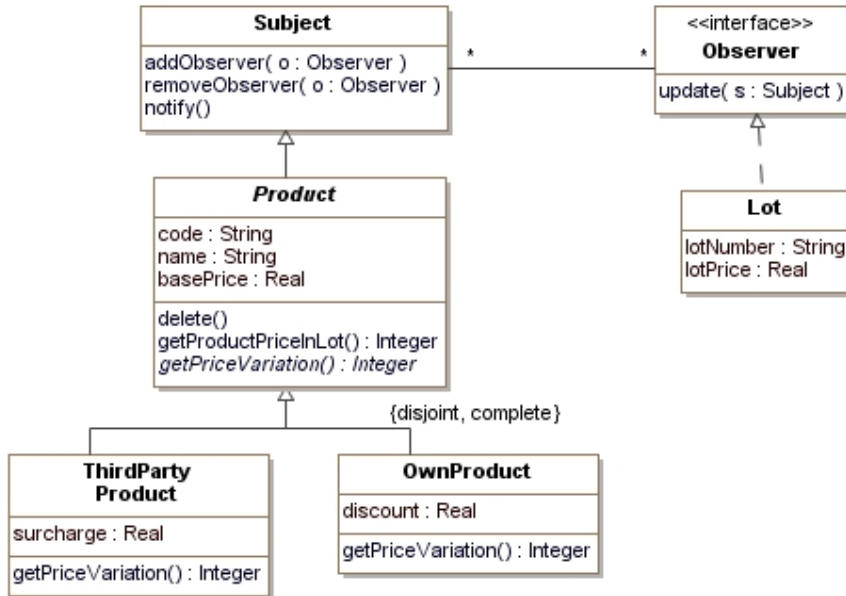 Subject
addObserver( o : Observer )
removeObserver( o : Observer )
notify()
*
*
<<interface>>
Observer
update( s : Subject )
Product
code : String
name : String
basePrice : Real
delete()
getProductPriceInLot() : Integer
getPriceVariation() : Integer
Lot
lotNumber : String
lotPrice : Real
{disjoint, complete}
ThirdParty
Product
surcharge : Real
getPriceVariation() : Integer
OwnProduct
discount : Real
getPriceVariation() : Integer